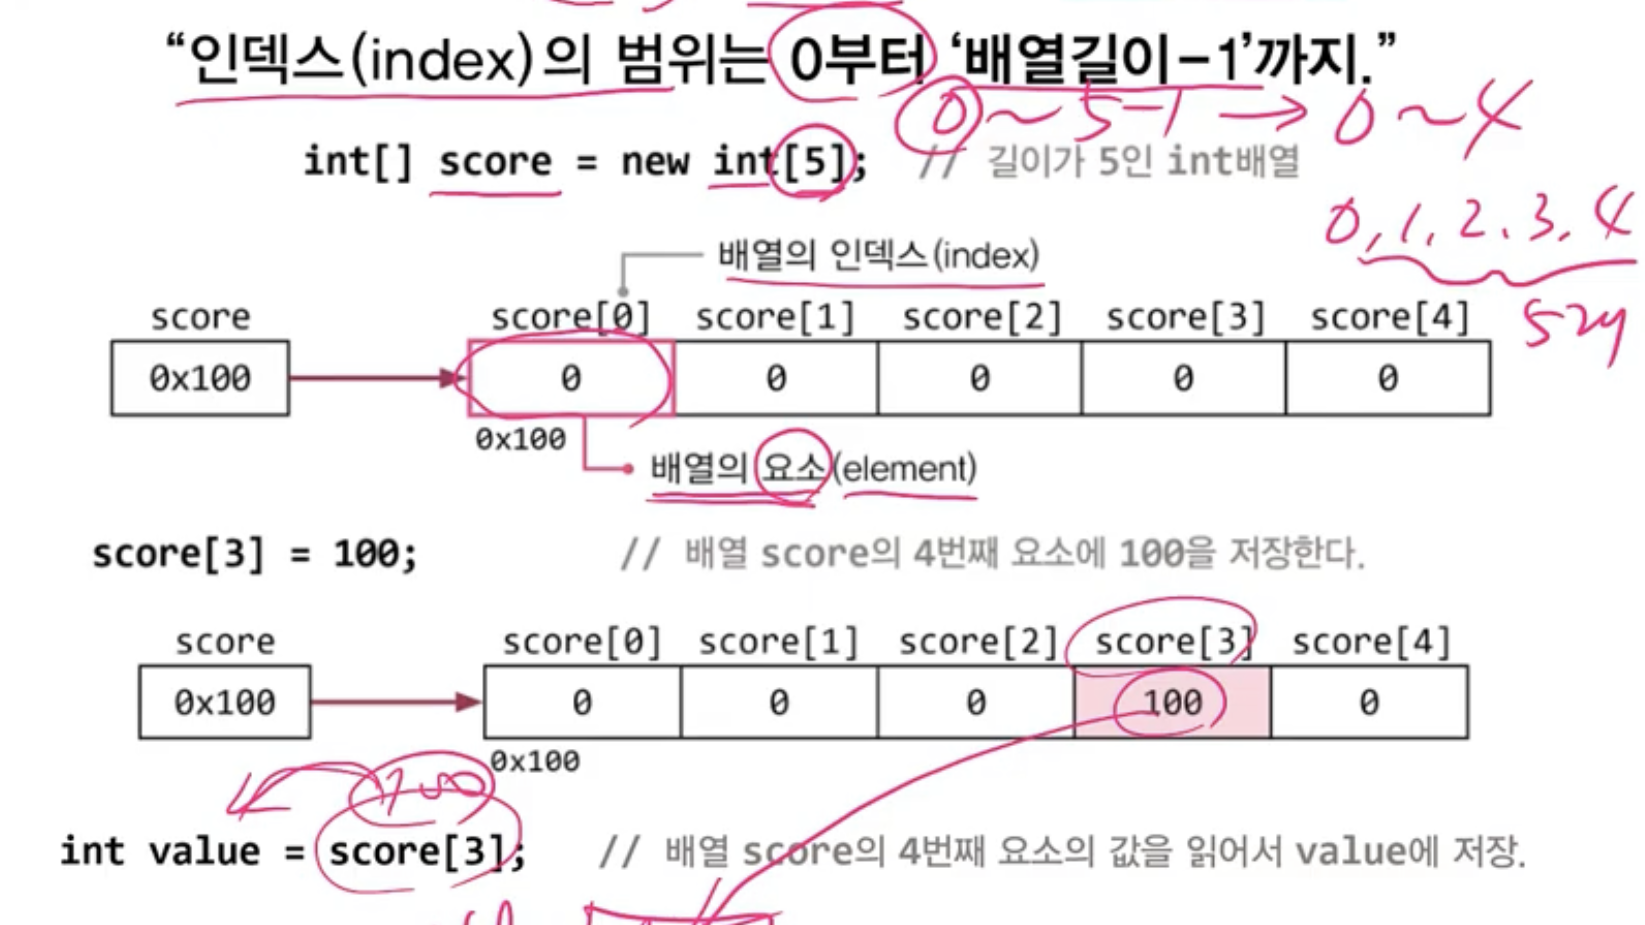 “인덱스(index)의 범위는 0부터 ‘배열길이-1’까지.”
0 ~ 5-1 → 0 ~ 4
int[] score = new int[5]; // 길이가 5인 int배열
0, 1, 2, 3, 4
5개
배열의 인덱스(index)
score score[0] score[1] score[2] score[3] score[4]
0x100 0 0 0 0 0
0x100
배열의 요소(element)
score[3] = 100; // 배열 score의 4번째 요소에 100을 저장한다.
score score[0] score[1] score[2] score[3] score[4]
0x100 0 0 0 100 0
0x100
100
int value = score[3]; // 배열 score의 4번째 요소의 값을 읽어서 value에 저장.